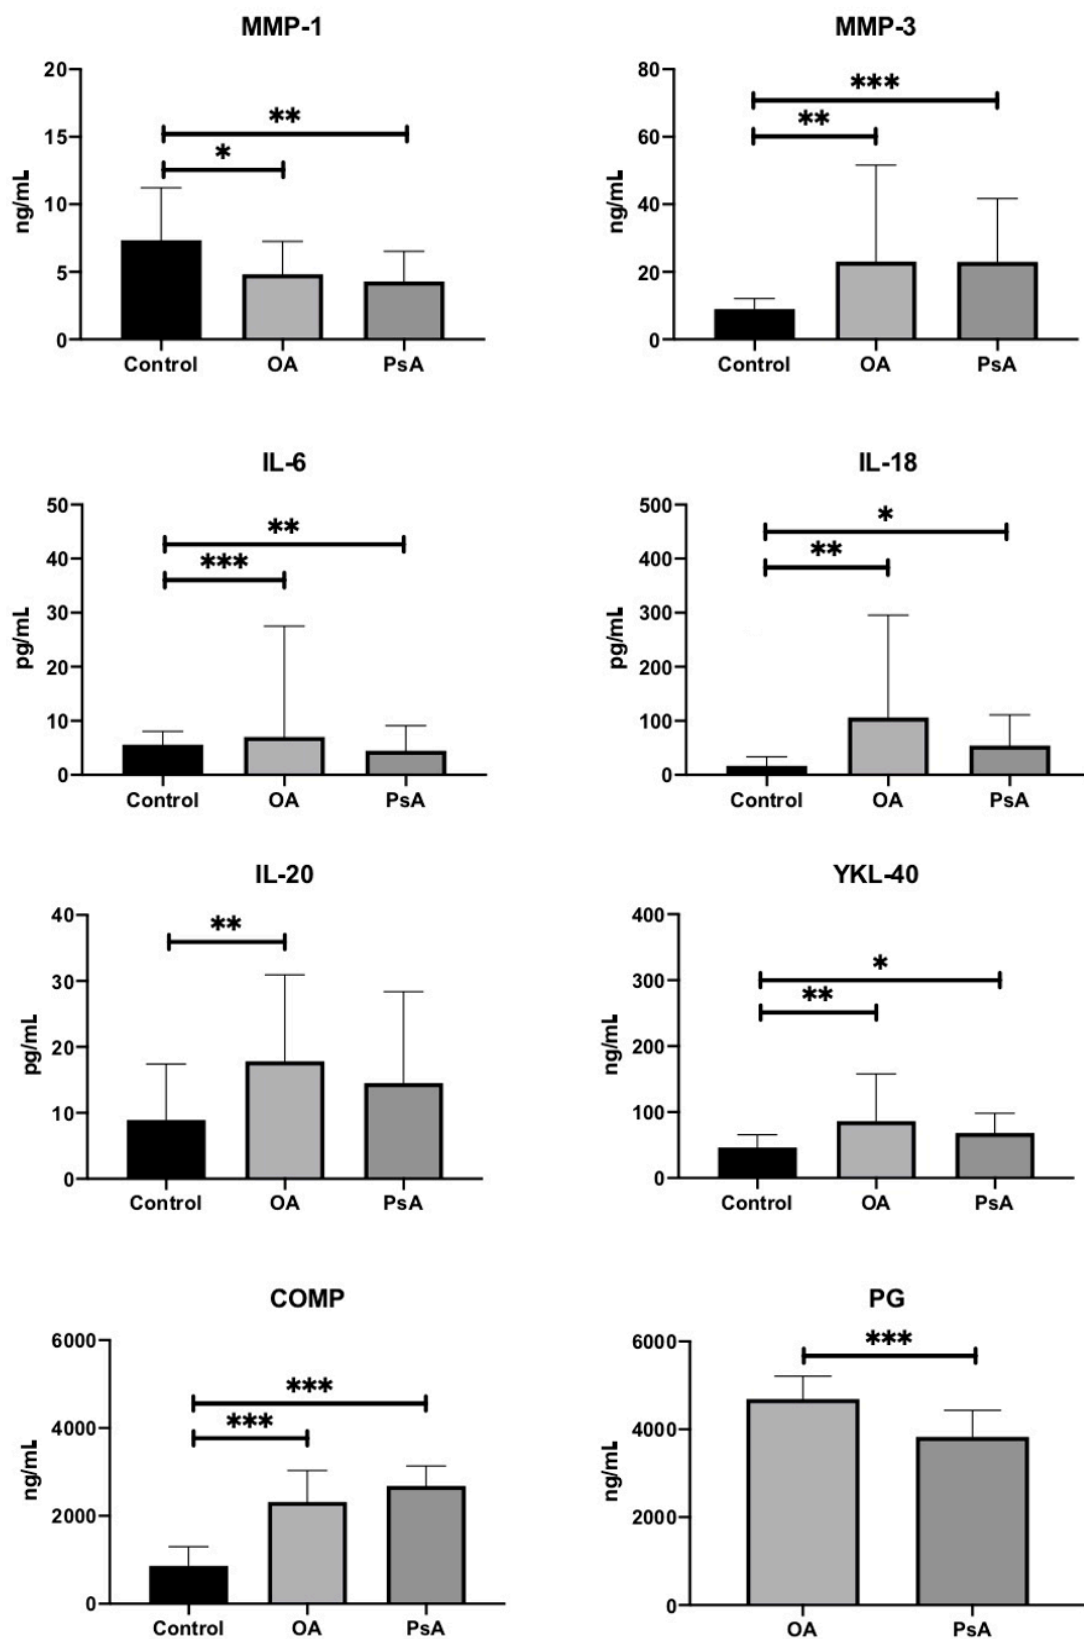 MMP-1
20
15
10
5
0
ng/mL
**
*
Control OA PsA
MMP-3
80
60
40
20
0
ng/mL
***
**
Control OA PsA
IL-6
50
40
30
20
10
0
pg/mL
**
***
Control OA PsA
IL-18
500
400
300
200
100
0
pg/mL
*
**
Control OA PsA
IL-20
40
30
20
10
0
pg/mL
**
Control OA PsA
YKL-40
400
300
200
100
0
ng/mL
*
**
Control OA PsA
COMP
6000
4000
2000
0
ng/mL
***
***
Control OA PsA
PG
6000
4000
2000
0
ng/mL
***
OA PsA